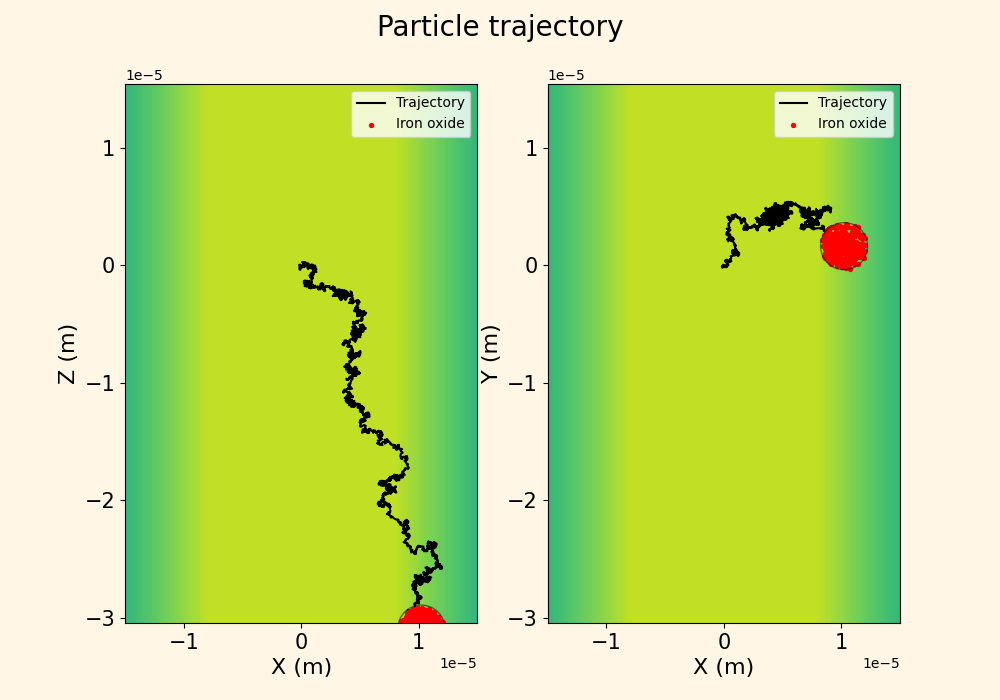 Particle trajectory
1e−5
Trajectory
Iron oxide
1
0
−1
−2
−3
Z (m)
−1
0
1
X (m)
1e−5
1e−5
Trajectory
Iron oxide
1
0
−1
−2
−3
Y (m)
−1
0
1
X (m)
1e−5